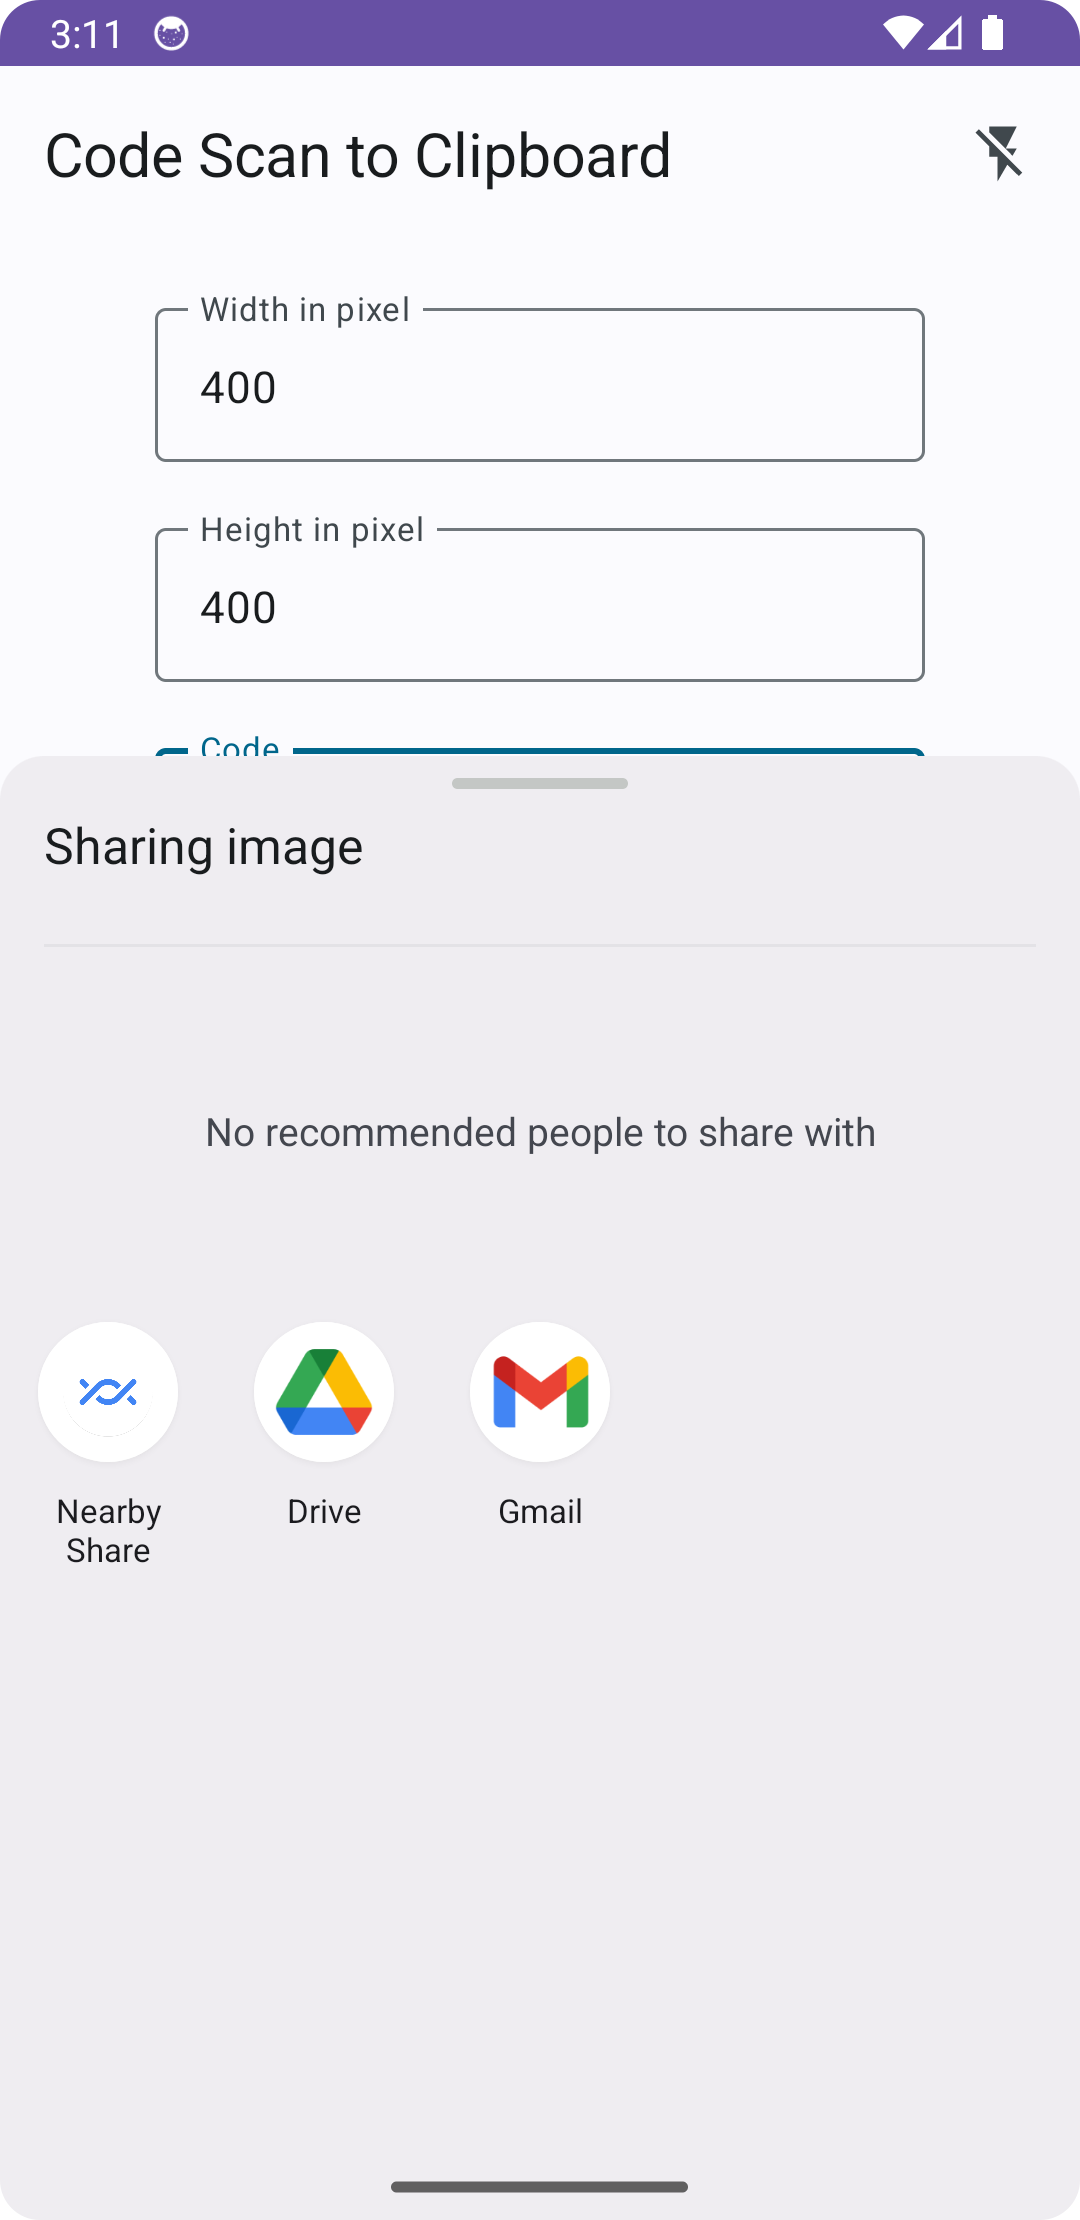 3:11
Code Scan to Clipboard
Width in pixel
400
Height in pixel
400
Code
Sharing image
No recommended people to share with
Nearby
Share
Drive
Gmail